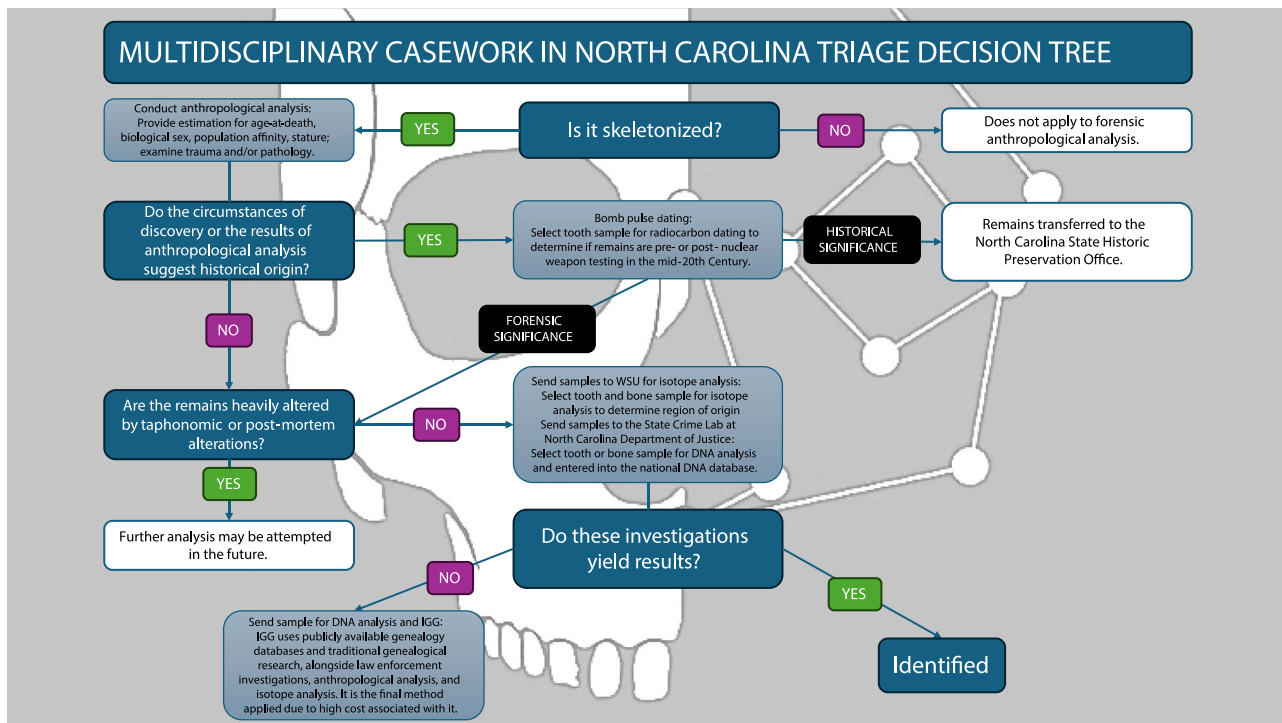 MULTIDISCIPLINARY CASEWORK IN NORTH CAROLINA TRIAGE DECISION TREE
Conduct anthropological analysis:
Provide estimation for age-at-death,
biological sex, population affinity, stature;
examine trauma and/or pathology.
YES
Is it skeletonized?
NO
Does not apply to forensic
anthropological analysis.
Do the circumstances of
discovery or the results of
anthropological analysis
suggest historical origin?
YES
Bomb pulse dating:
Select tooth sample for radiocarbon dating to
determine if remains are pre- or post- nuclear
weapon testing in the mid-20th Century.
HISTORICAL
SIGNIFICANCE
Remains transferred to the
North Carolina State Historic
Preservation Office.
NO
FORENSIC
SIGNIFICANCE
Are the remains heavily altered
by taphonomic or post-mortem
alterations?
NO
Send samples to WSU for isotope analysis:
Select tooth and bone sample for isotope
analysis to determine region of origin
Send samples to the State Crime Lab at
North Carolina Department of Justice:
Select tooth or bone sample for DNA analysis
and entered into the national DNA database.
YES
Further analysis may be attempted
in the future.
Do these investigations
yield results?
NO
YES
Send sample for DNA analysis and IGG:
IGG uses publicly available genealogy
databases and traditional genealogical
research, alongside law enforcement
investigations, anthropological analysis, and
isotope analysis. It is the final method
applied due to high cost associated with it.
Identified